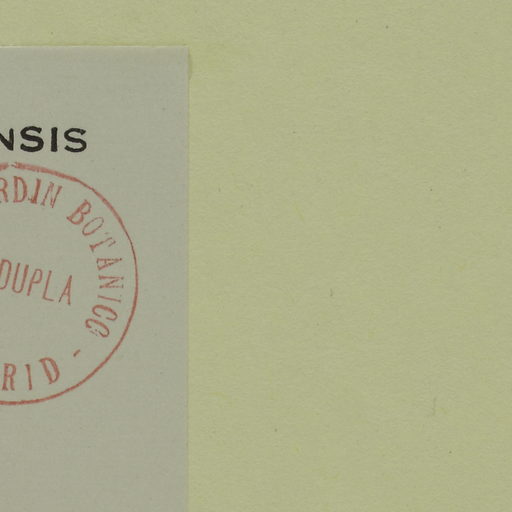 NSIS
RDIN BOTANICO
DUPLA
RID -